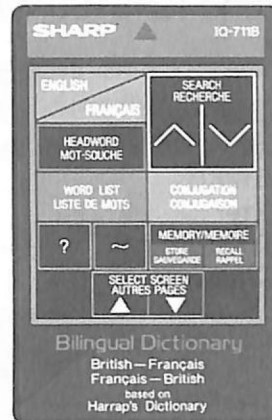 SHARP IQ-711B
ENGLISH
FRANÇAIS
SEARCH
RECHERCHE
HEADWORD
MOT-SOUCHE
WORD LIST
LISTE DE MOTS
CONJUGATION
CONJUGAISON
? ~
MEMORY/MEMOIRE
STORE
SAUVEGARDE
RECALL
RAPPEL
SELECT SCREEN
AUTRES PAGES
Bilingual Dictionary
British — Français
Français — British
based on
Harrap's Dictionary